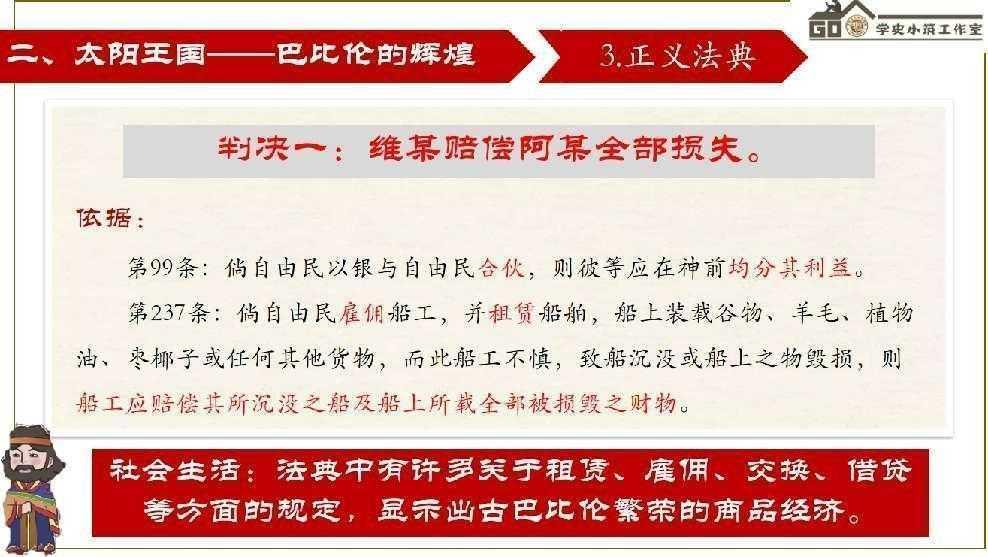 GD 学史小筑工作室
二、太阳王国——巴比伦的辉煌
3.正义法典
判决一：维某赔偿阿某全部损失。
依据：
第99条：倘自由民以银与自由民合伙，则彼等应在神前均分其利益。
第237条：倘自由民雇佣船工，并租赁船舶，船上装载谷物、羊毛、植物
油、枣椰子或任何其他货物，而此船工不慎，致船沉没或船上之物毁损，则
船工应赔偿其所沉没之船及船上所载全部被损毁之财物。
社会生活：法典中有许多关于租赁、雇佣、交换、借贷
等方面的规定，显示出古巴比伦繁荣的商品经济。